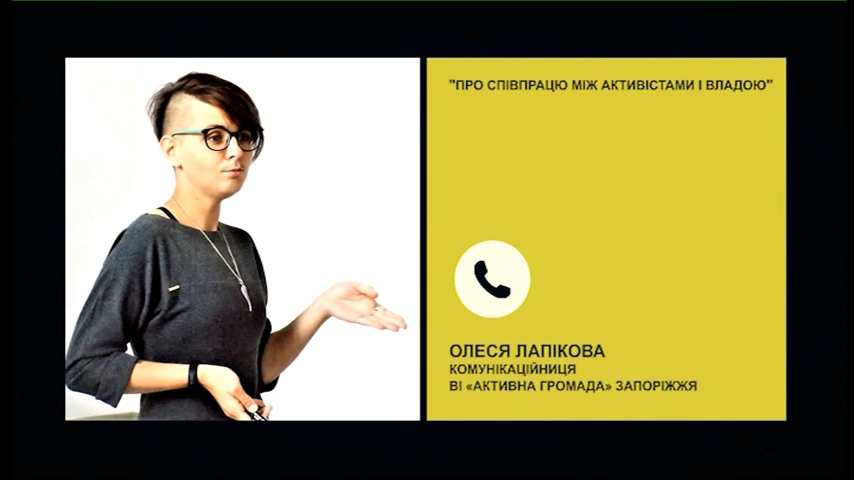 "ПРО СПІВПРАЦЮ МІЖ АКТИВІСТАМИ І ВЛАДОЮ"
ОЛЕСЯ ЛАПІКОВА
КОМУНІКАЦІЙНИЦЯ
ВІ «АКТИВНА ГРОМАДА» ЗАПОРІЖЖЯ